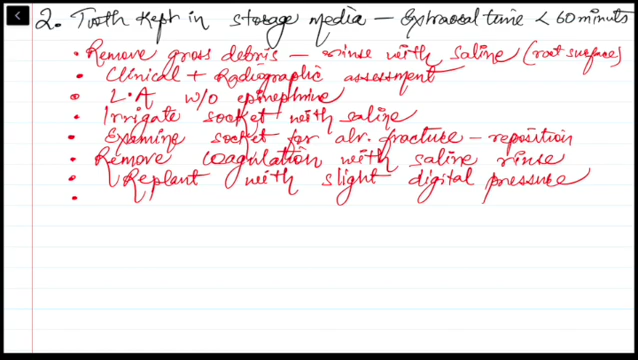 2. Tooth Kept in storage media – Extraoral time < 60 minuts
• Remove gross debris – rinse with saline (root surface)
• Clinical + Radiographic assessment
• L.A w/o epinephrine
• Irrigate socket with saline
• Examine socket for alv. fracture – reposition
• Remove coagulation with saline rinse
• Replant with slight digital pressure
•